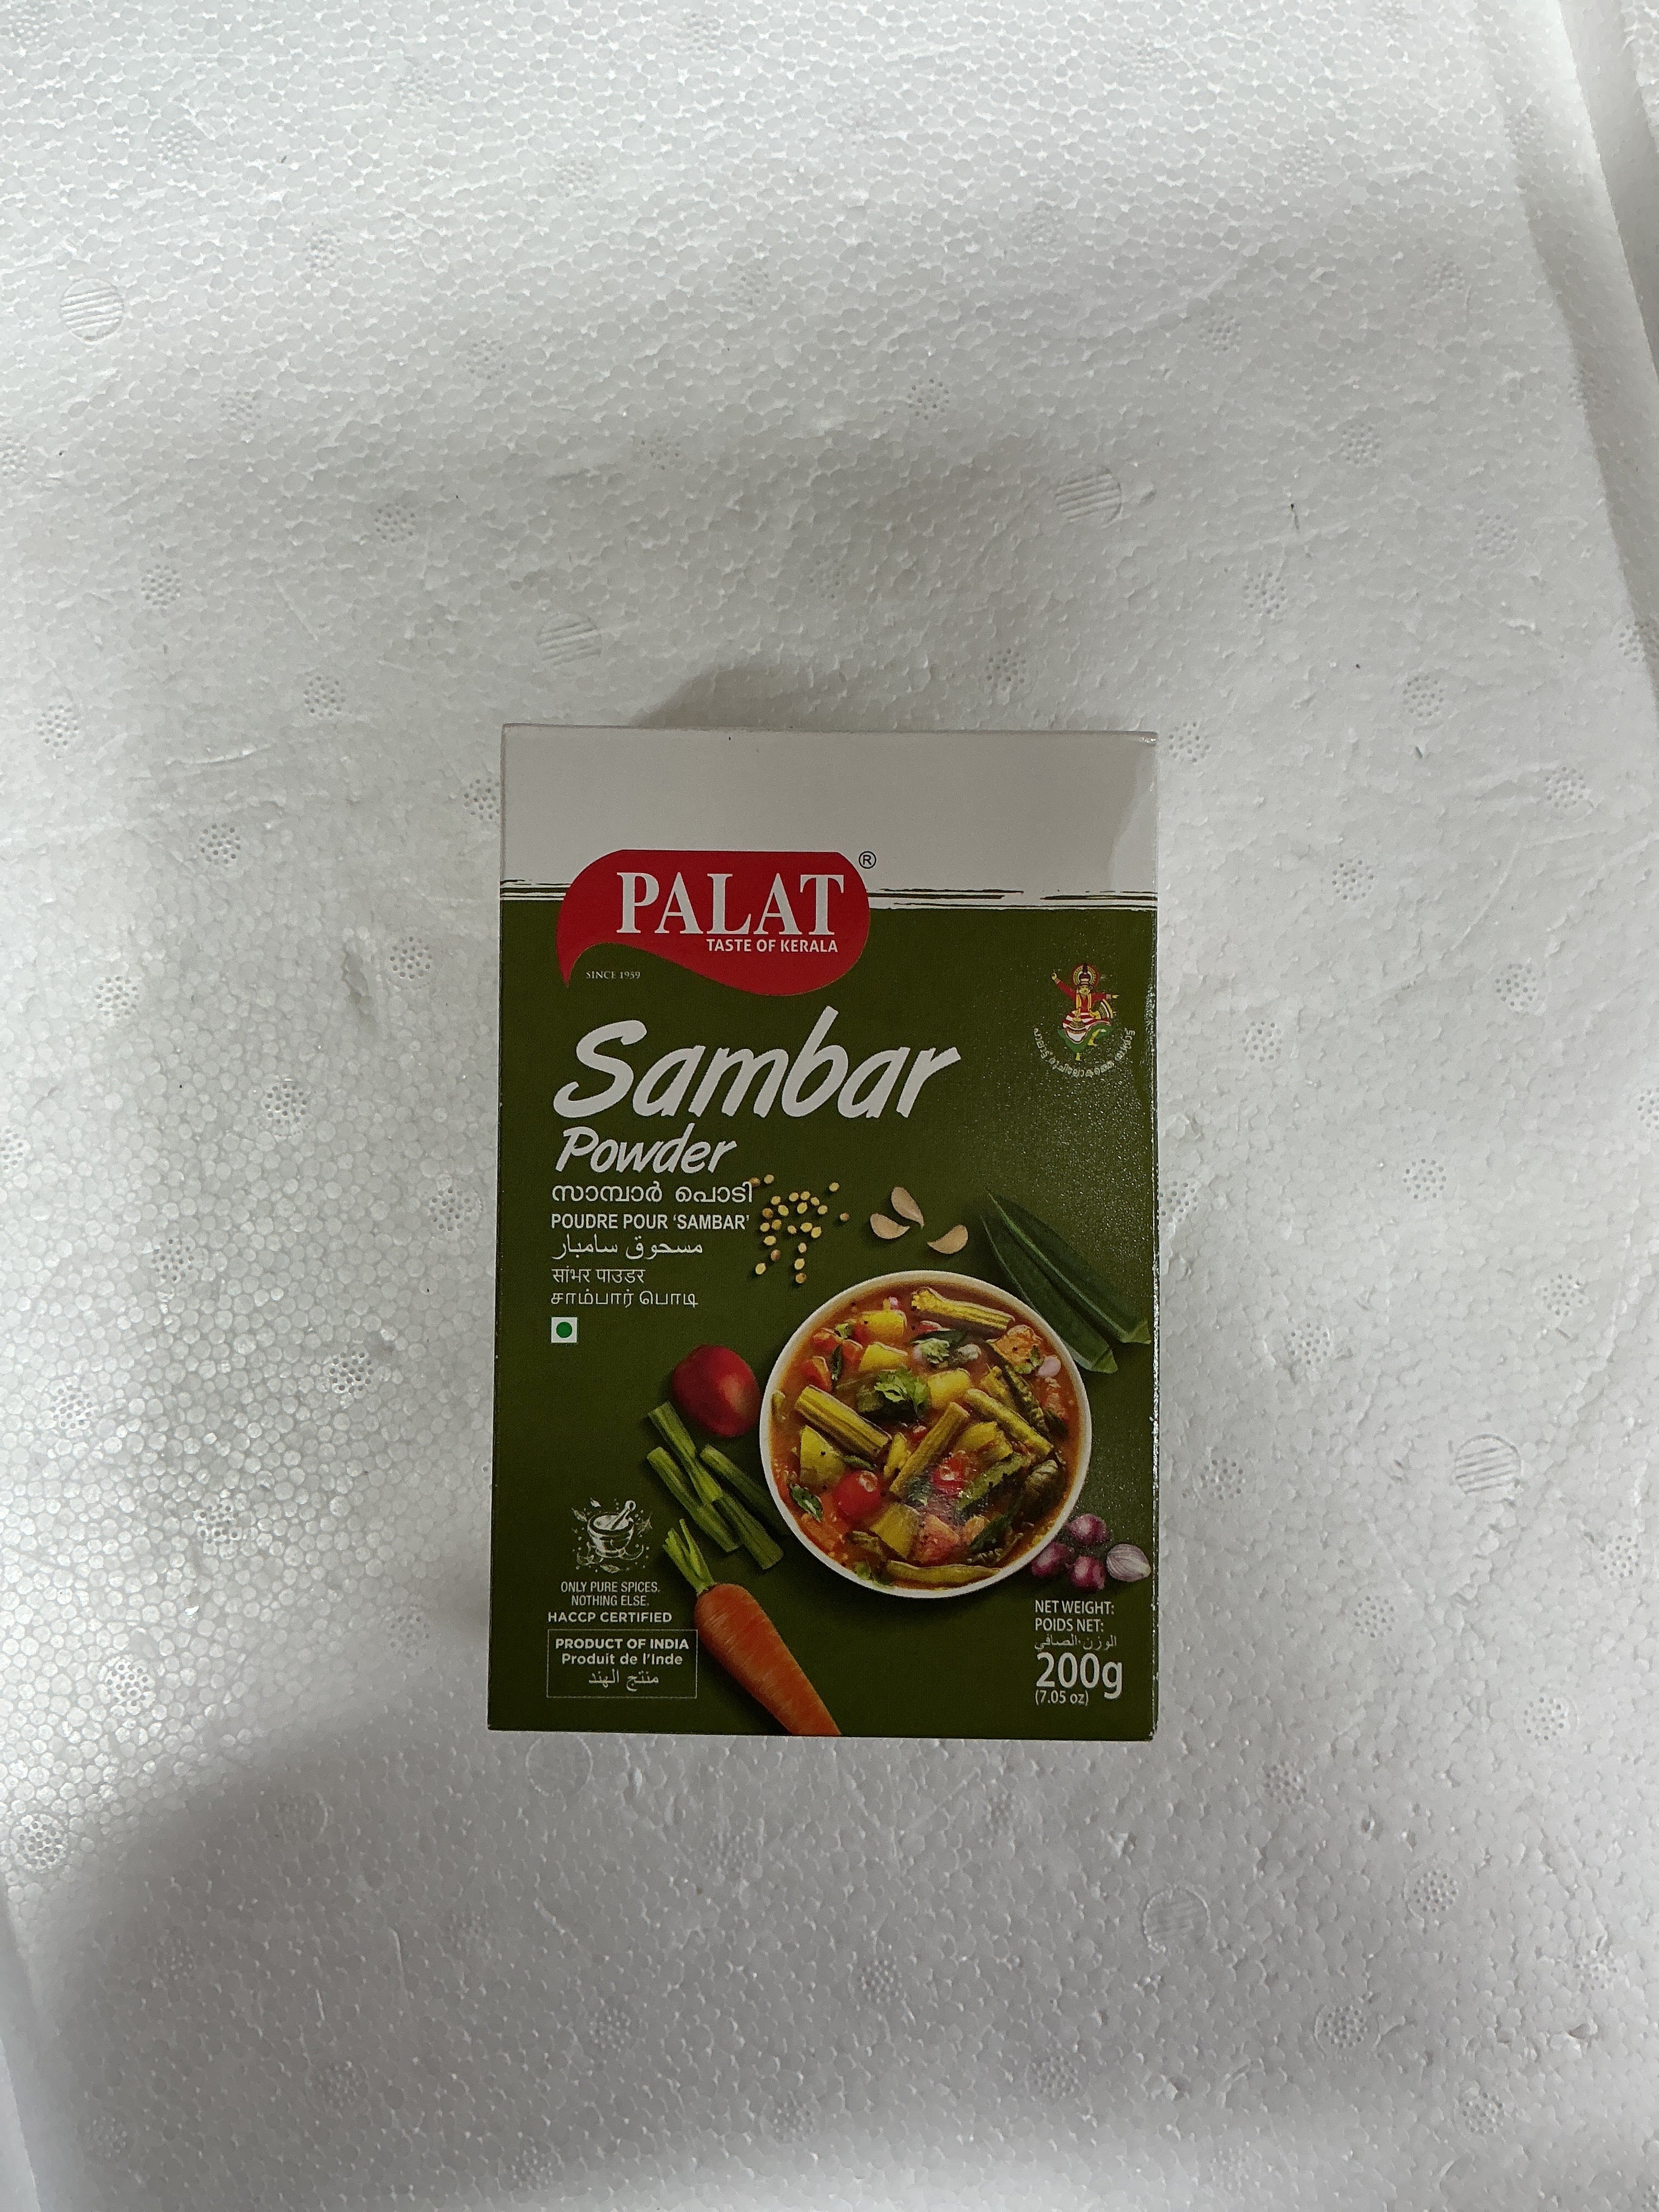 PALAT
®
TASTE OF KERALA
SINCE 1959
Sambar
Powder
സാമ്പാർ പൊടി
POUDRE POUR ‘SAMBAR’
مسحوق سامبار
सांभर पाउडर
சாம்பார் பொடி
ONLY PURE SPICES.
NOTHING ELSE.
HACCP CERTIFIED
PRODUCT OF INDIA
Produit de l'Inde
منتج الهند
NET WEIGHT:
POIDS NET:
الوزن الصافي
200g
(7.05 oz)